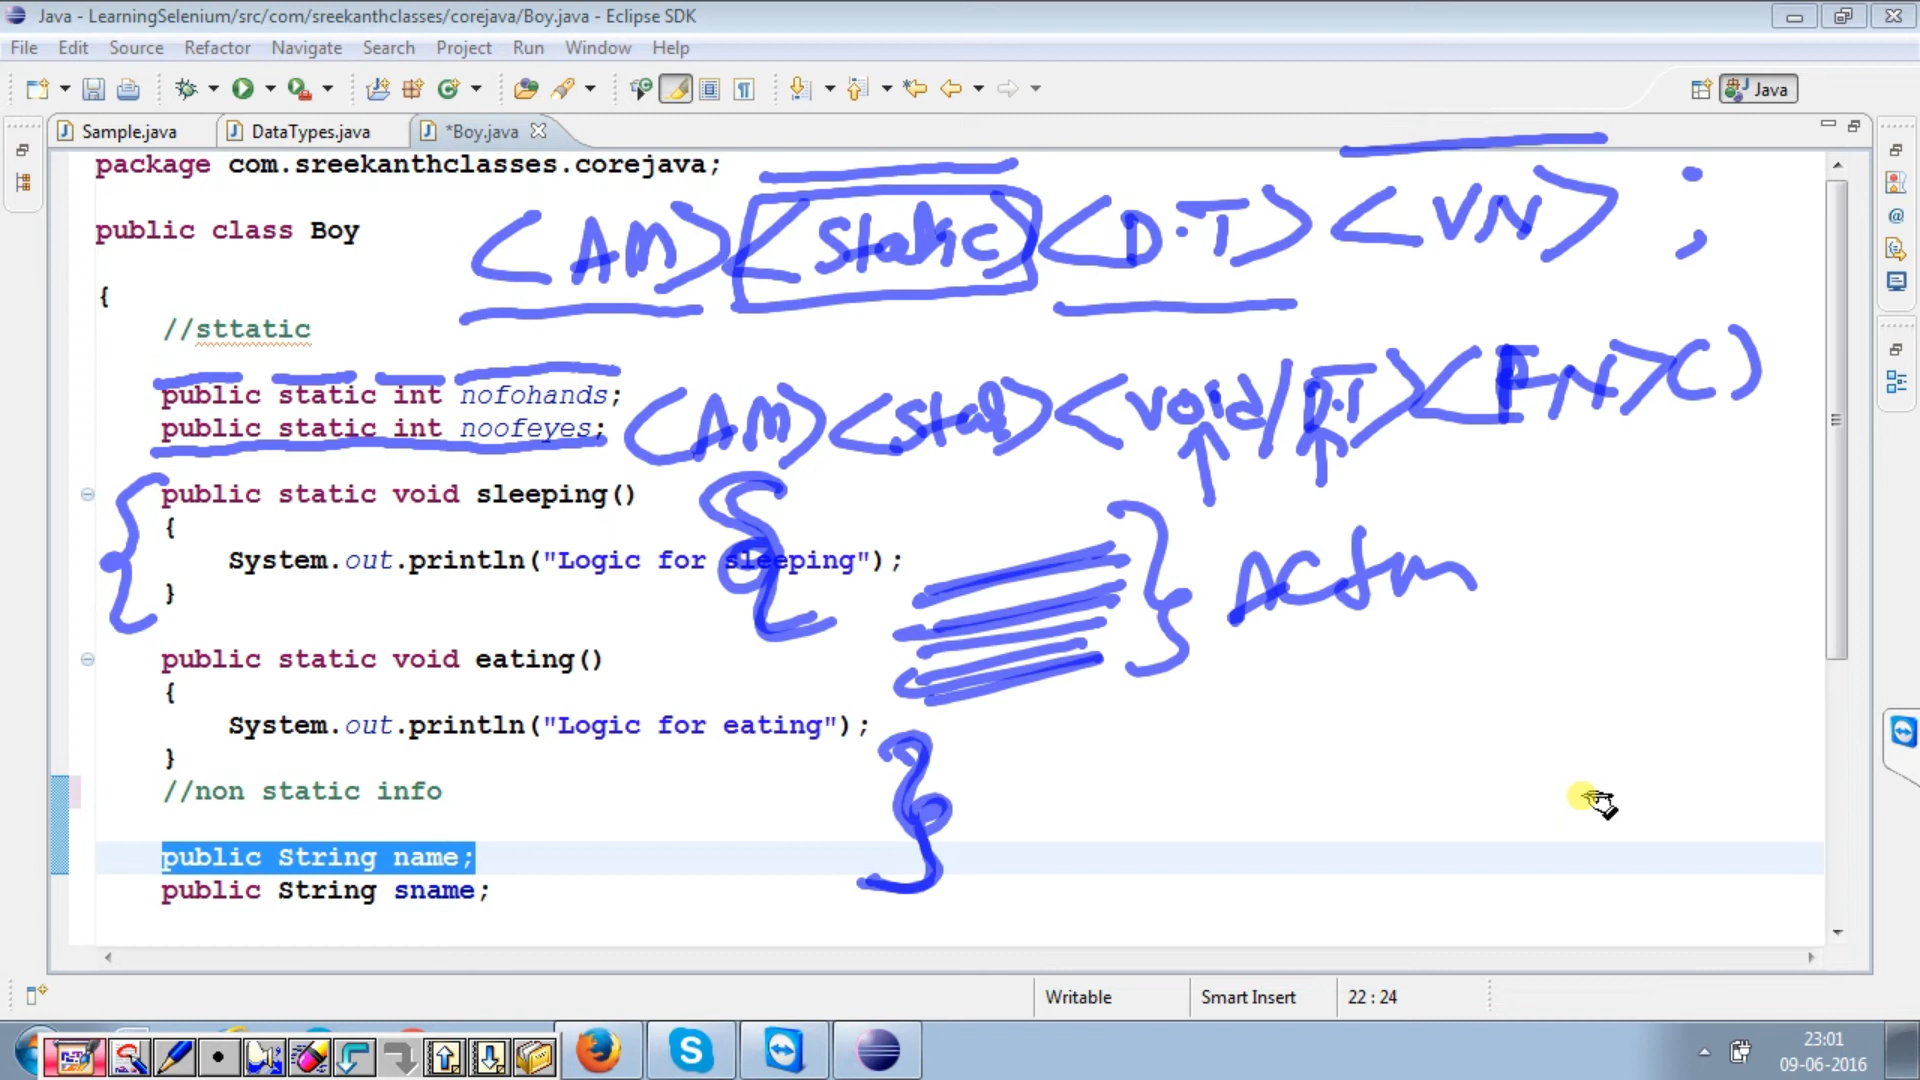 Java - LearningSelenium/src/com/sreekanthclasses/corejava/Boy.java - Eclipse SDK
File Edit Source Refactor Navigate Search Run Window Help
Java
Sample.java DataTypes.java *Boy.java
package com.sreekanthclasses.corejava;
public class Boy
<AM><static><D.T><VN> ;
{
//sttatic
public static int nofohands;
<AM><stat><void/D.T><FN>()
public static int noofeyes;
public static void sleeping()
{
System.out.println("Logic for sleeping");
}
public static void eating()
{
System.out.println("Logic for eating");
}
//non static info
public String name;
public String sname;
Writable Smart Insert 22 : 24
23:01
09-06-2016